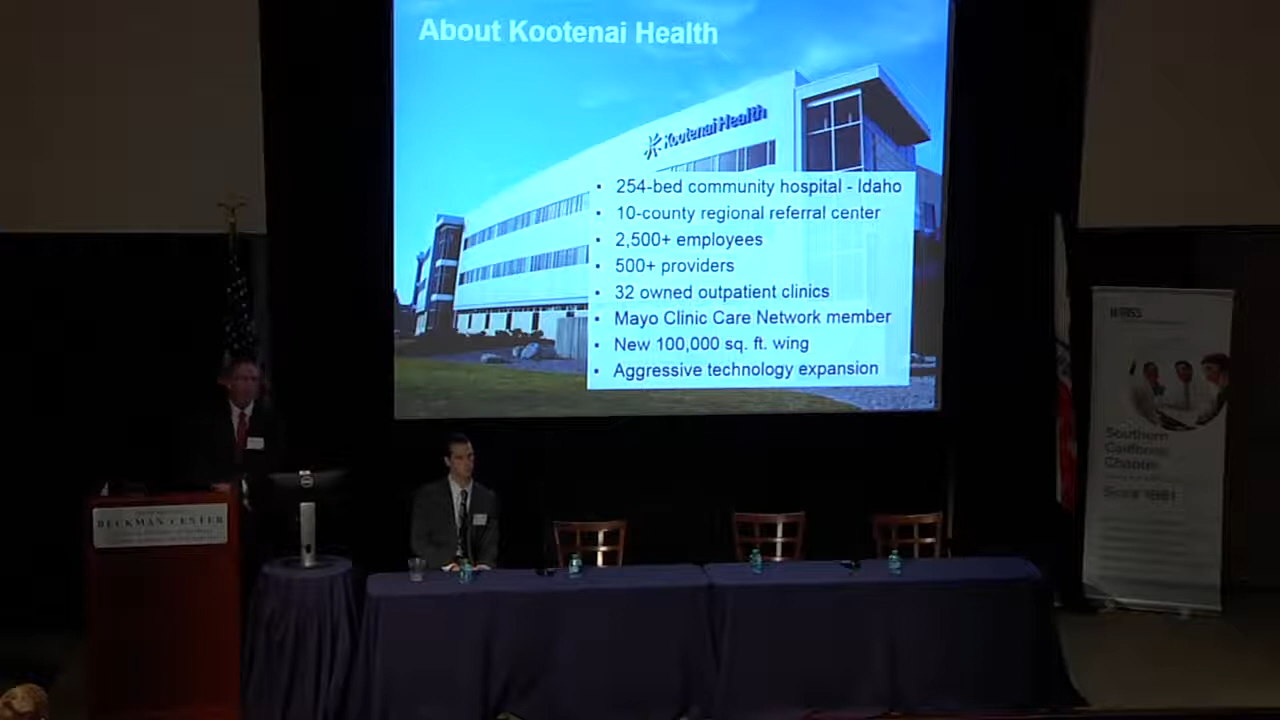 About Kootenai Health
Kootenai Health
• 254-bed community hospital - Idaho
• 10-county regional referral center
• 2,500+ employees
• 500+ providers
• 32 owned outpatient clinics
• Mayo Clinic Care Network member
• New 100,000 sq. ft. wing
• Aggressive technology expansion
BECKMAN CENTER
Southern
California
Chapter
Since 1961